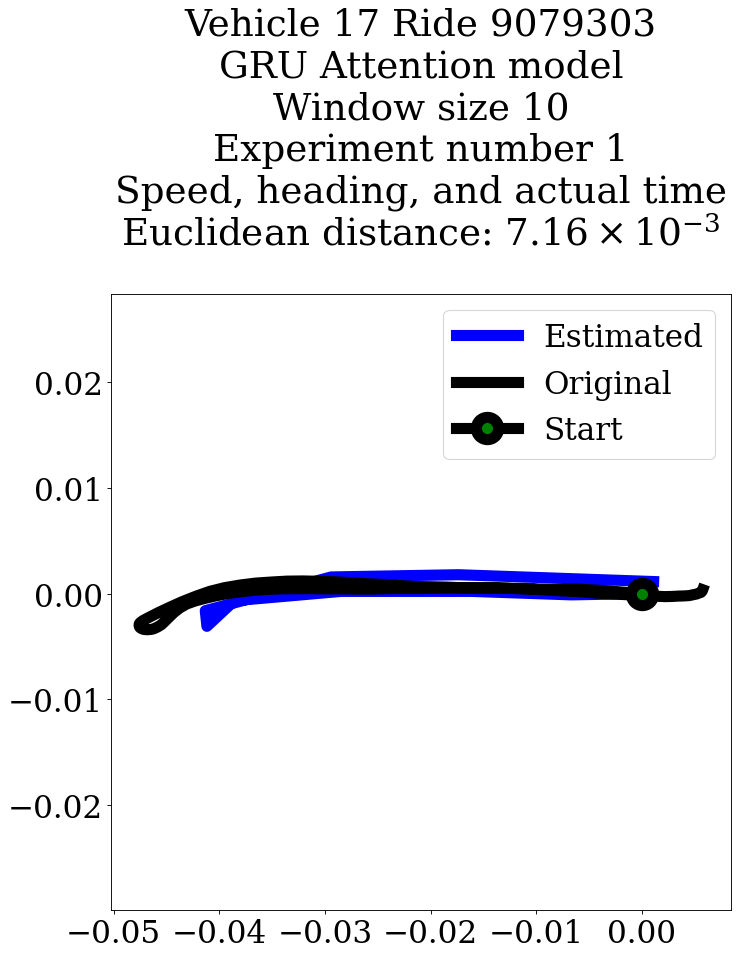 Vehicle 17 Ride 9079303
GRU Attention model
Window size 10
Experiment number 1
Speed, heading, and actual time
Euclidean distance: 7.16 × 10⁻³
Estimated
Original
Start
0.02
0.01
0.00
−0.01
−0.02
−0.05 −0.04 −0.03 −0.02 −0.01 0.00